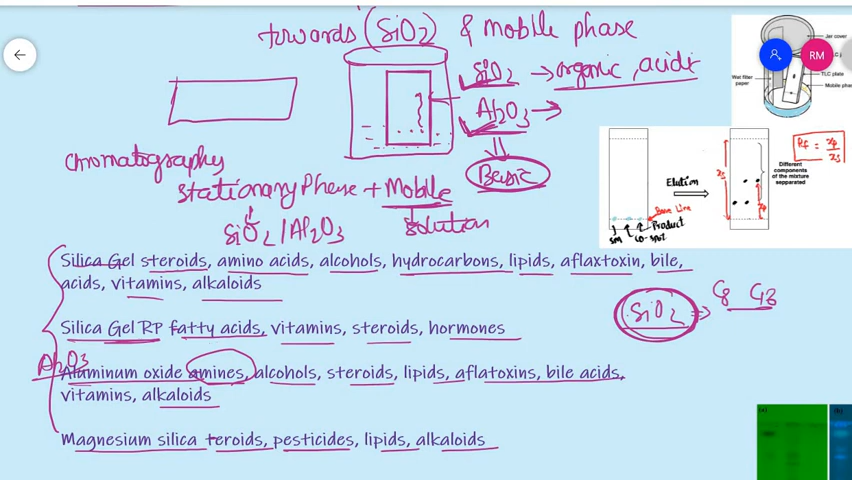 towards (SiO2) & mobile phase
SiO2 → organic, acids
Al2O3 →
Basic
Chromatography
Stationary Phase + Mobile
SiO2 / Al2O3 solution
Silica Gel steroids, amino acids, alcohols, hydrocarbons, lipids, aflaxtoxin, bile,
acids, vitamins, alkaloids
Silica Gel RP fatty acids, vitamins, steroids, hormones
Al2O3
Aluminum oxide amines, alcohols, steroids, lipids, aflatoxins, bile acids,
vitamins, alkaloids
Magnesium silica teroids, pesticides, lipids, alkaloids
SiO2 ⇒ C8 C18
RM
Jar cover
TLC plate
Wat filter
paper
Mobile phase
Elution
Base Line
Product
SM
CO-spot
Different
components
of the mixture
sepperated
Rf =
(a)
(b)